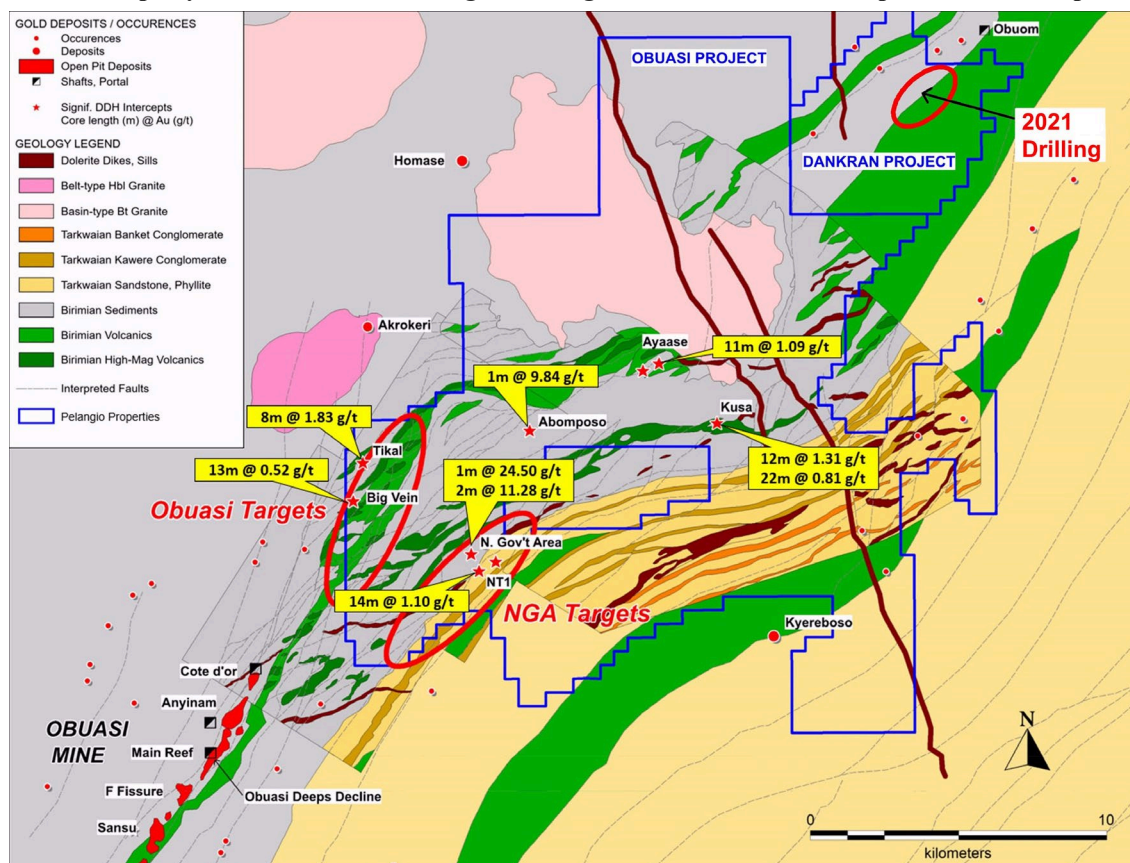 GOLD DEPOSITS / OCCURENCES
Occurences
Deposits
Open Pit Deposits
Shafts, Portal
Signif. DDH Intercepts
Core length (m) @ Au (g/t)
GEOLOGY LEGEND
Dolerite Dikes, Sills
Belt-type Hbl Granite
Basin-type Bt Granite
Tarkwaian Banket Conglomerate
Tarkwaian Kawere Conglomerate
Tarkwaian Sandstone, Phyllite
Birimian Sediments
Birimian Volcanics
Birimian High-Mag Volcanics
Interpreted Faults
Pelangio Properties
OBUASI PROJECT
Obuom
2021
Drilling
DANKRAN PROJECT
Homase
Akrokeri
Ayaase
11m @ 1.09 g/t
1m @ 9.84 g/t
Abomposo
Kusa
12m @ 1.31 g/t
22m @ 0.81 g/t
8m @ 1.83 g/t
Tikal
13m @ 0.52 g/t
Big Vein
Obuasi Targets
1m @ 24.50 g/t
2m @ 11.28 g/t
N. Gov't Area
NT1
14m @ 1.10 g/t
NGA Targets
Kyereboso
Cote d'or
Anyinam
OBUASI
MINE
Main Reef
F Fissure
Obuasi Deeps Decline
Sansu
N
0
10
kilometers